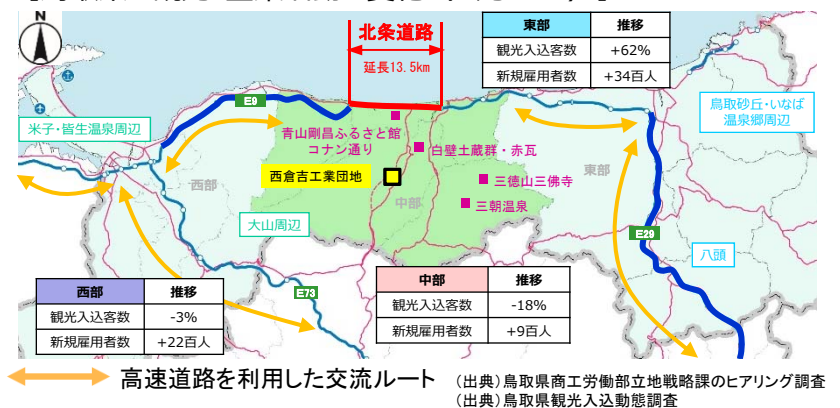 N
北条道路
延長13.5km
東部 推移
観光入込客数 +62%
新規雇用者数 +34百人
E9
米子・皆生温泉周辺
青山剛昌ふるさと館
コナン通り
白壁土蔵群・赤瓦
鳥取砂丘・いなば
温泉郷周辺
西倉吉工業団地
西部
中部
東部
三徳山三佛寺
三朝温泉
大山周辺
E29
八頭
E73
西部 推移
観光入込客数 -3%
新規雇用者数 +22百人
中部 推移
観光入込客数 -18%
新規雇用者数 +9百人
高速道路を利用した交流ルート
（出典）鳥取県商工労働部立地戦略課のヒアリング調査
（出典）鳥取県観光入込動態調査